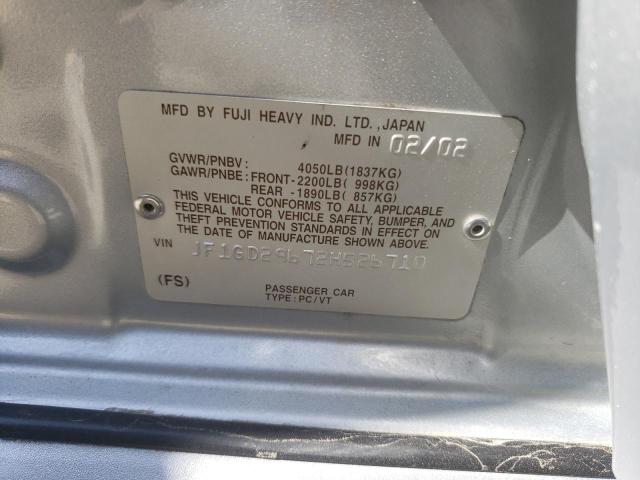 MFD BY FUJI HEAVY IND. LTD.,JAPAN
MFD IN 02/02
GVWR/PNBV : 4050LB(1837KG)
GAWR/PNBE : FRONT-2200LB( 998KG)
REAR -1890LB( 857KG)
THIS VEHICLE CONFORMS TO ALL APPLICABLE
FEDERAL MOTOR VEHICLE SAFETY, BUMPER, AND
THEFT PREVENTION STANDARDS IN EFFECT ON
THE DATE OF MANUFACTURE SHOWN ABOVE.
VIN JF1GD29672H526710
(FS)
PASSENGER CAR
TYPE : PC/VT